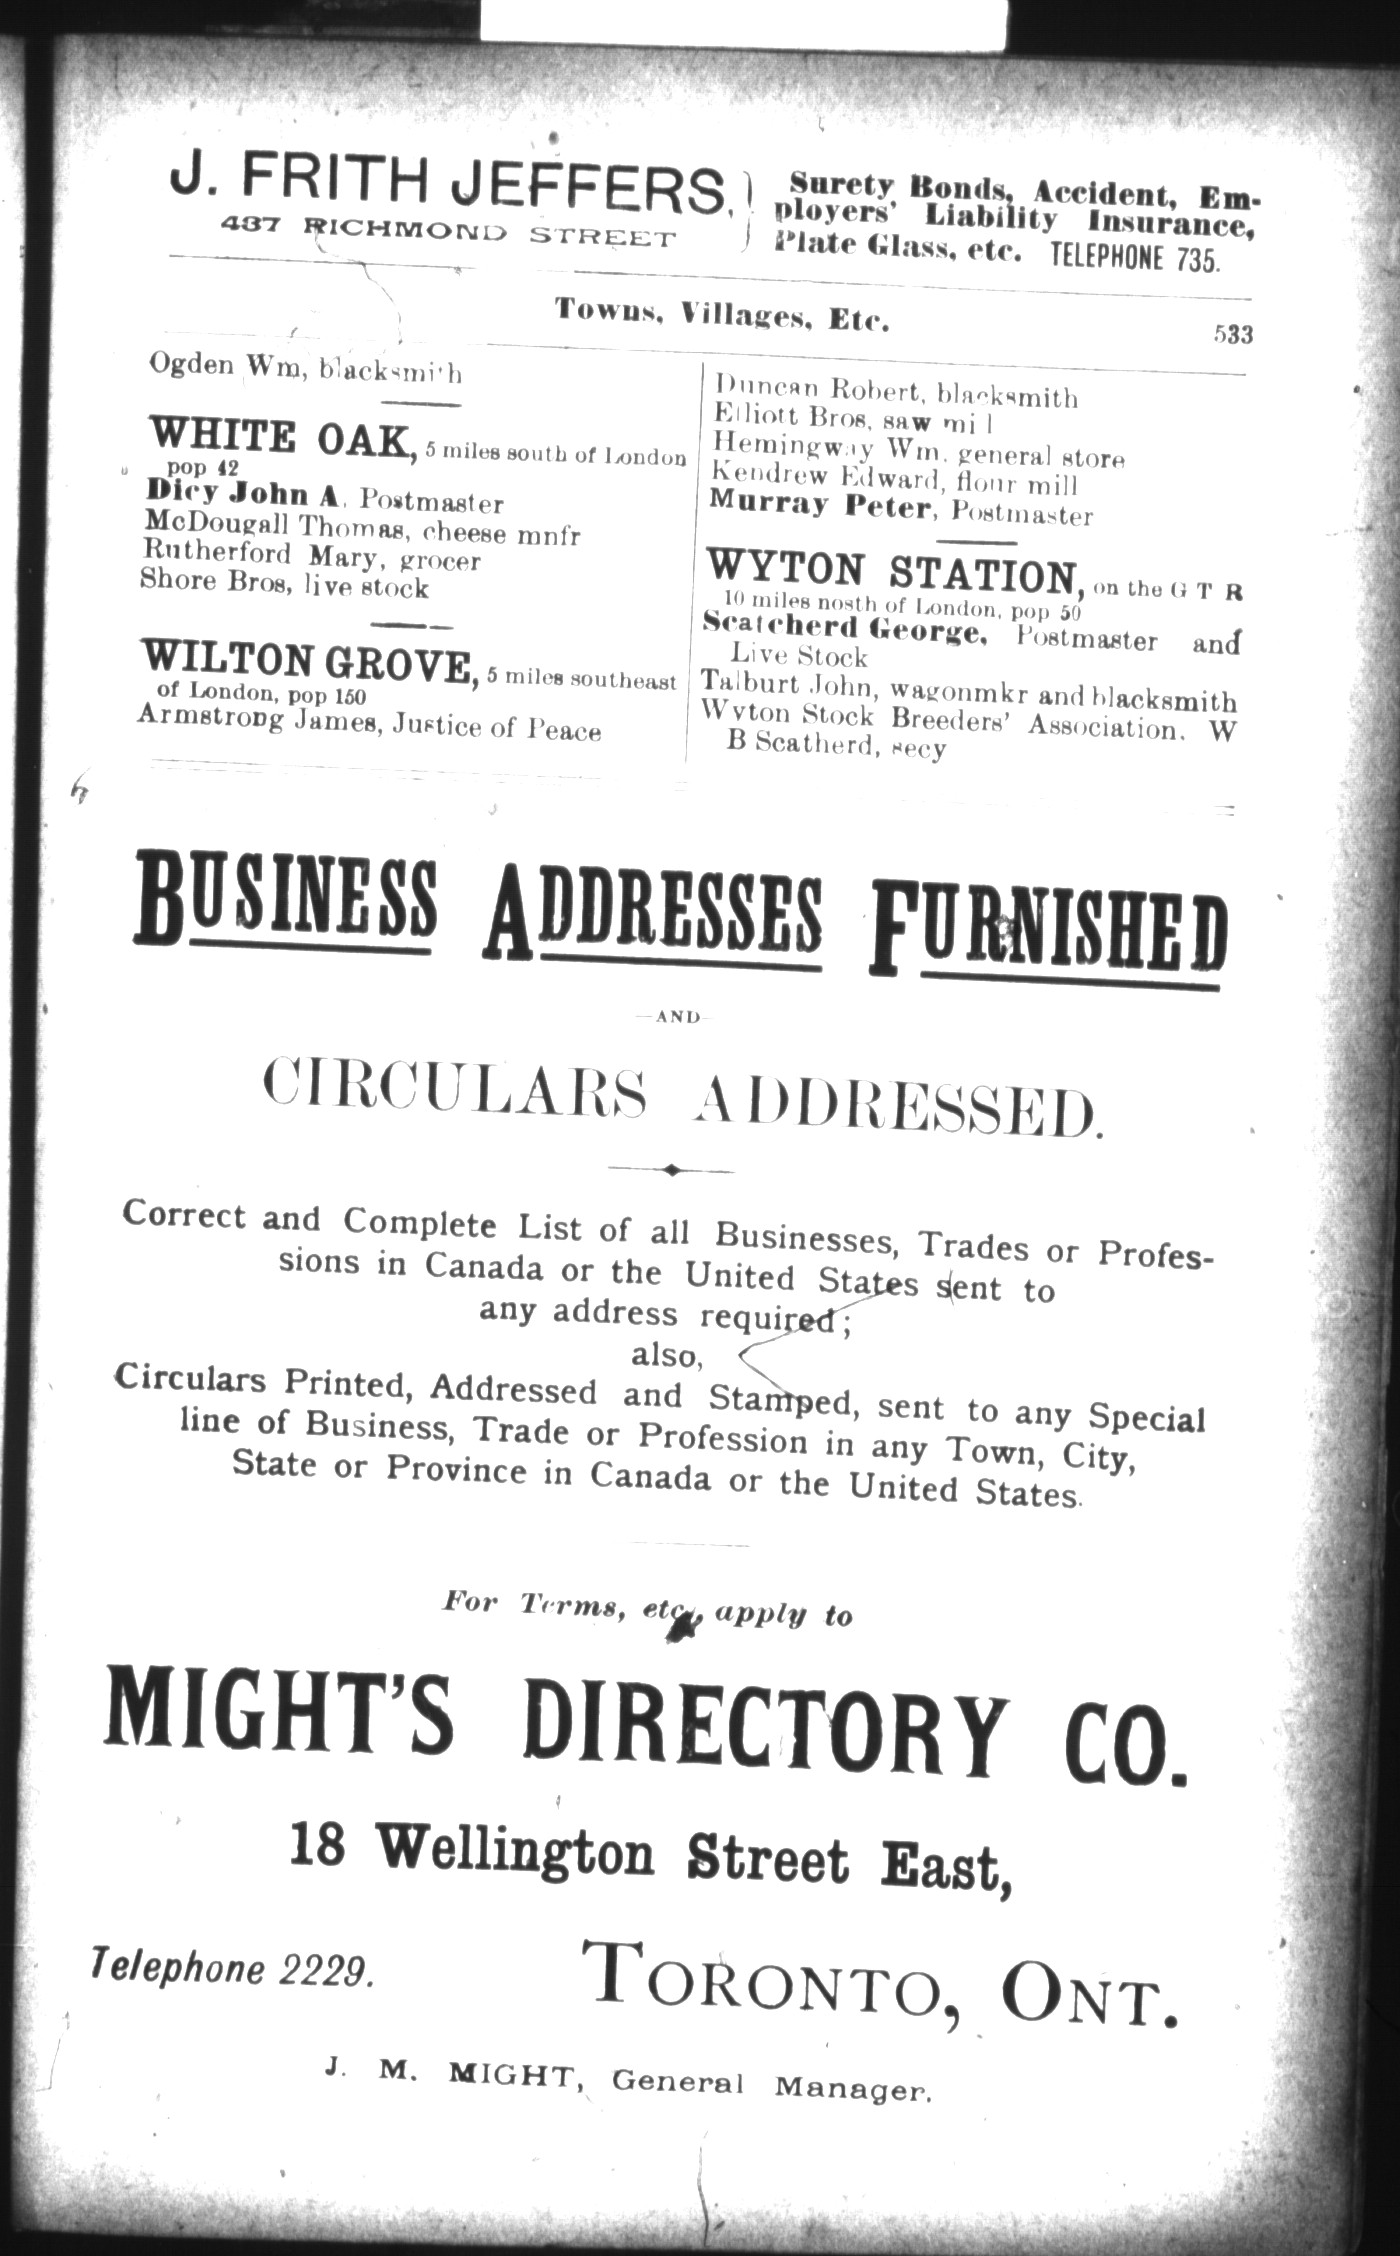 J. FRITH JEFFERS,
437 RICHMOND STREET
Surety Bonds, Accident, Em-
ployers' Liability Insurance,
Plate Glass, etc. TELEPHONE 735.
Towns, Villages, Etc.
533
Ogden Wm, blacksmith
WHITE OAK, 5 miles south of London
pop 42
Dicy John A, Postmaster
McDougall Thomas, cheese mnfr
Rutherford Mary, grocer
Shore Bros, live stock
WILTON GROVE, 5 miles southeast
of London, pop 150
Armstrong James, Justice of Peace
Duncan Robert, blacksmith
Elliott Bros, saw mill
Hemingway Wm. general store
Kendrew Edward, flour mill
Murray Peter, Postmaster
WYTON STATION, on the G T R
10 miles nosth of London, pop 50
Scatcherd George, Postmaster and
Live Stock
Talburt John, wagonmkr and blacksmith
Wyton Stock Breeders' Association, W
B Scatherd, secy
BUSINESS ADDRESSES FURNISHED
—AND—
CIRCULARS ADDRESSED.
Correct and Complete List of all Businesses, Trades or Profes-
sions in Canada or the United States sent to
any address required;
also,
Circulars Printed, Addressed and Stamped, sent to any Special
line of Business, Trade or Profession in any Town, City,
State or Province in Canada or the United States.
For Terms, etc., apply to
MIGHT'S DIRECTORY CO.
18 Wellington Street East,
Telephone 2229.
TORONTO, ONT.
J. M. MIGHT, General Manager.